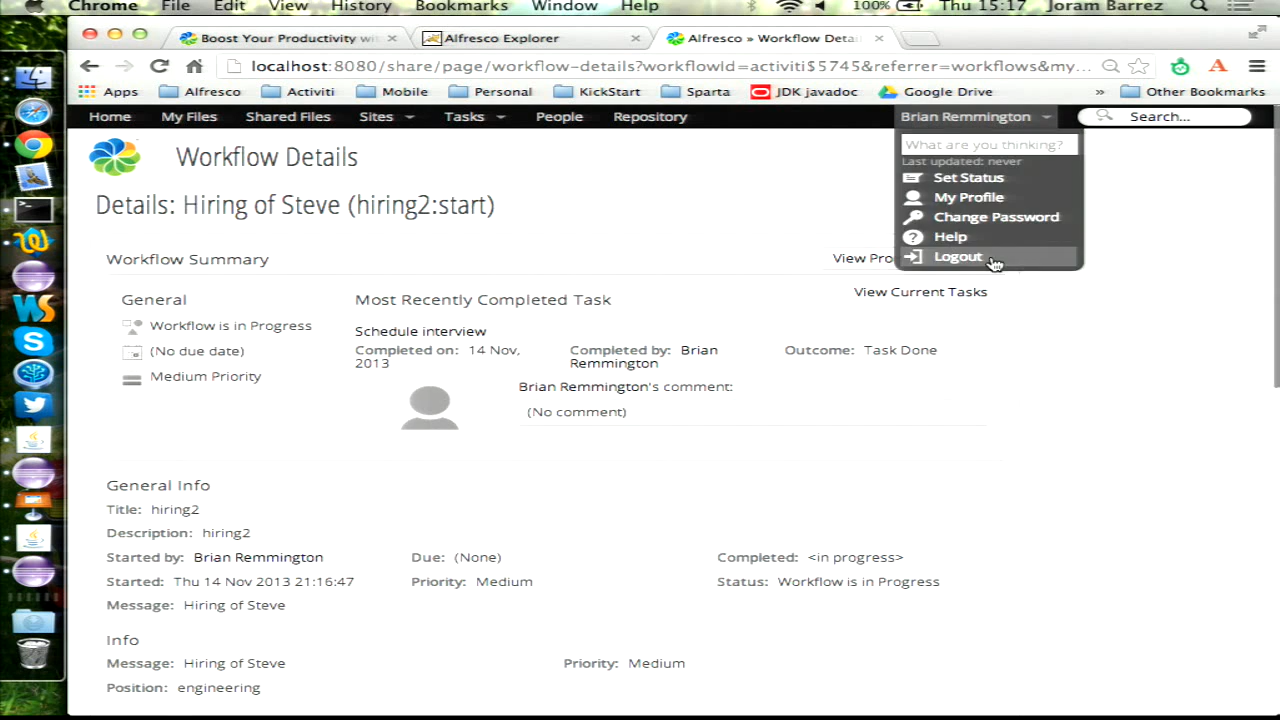 Chrome File Edit View History Bookmarks Window Help 100% Thu 15:17 Joram Barrez
Boost Your Productivity wi
Alfresco Explorer
Alfresco » Workflow Detai
localhost:8080/share/page/workflow-details?workflowId=activiti$5745&referrer=workflows&my...
Apps Alfresco Activiti Mobile Personal KickStart Sparta JDK javadoc Google Drive » Other Bookmarks
Home My Files Shared Files Sites Tasks People Repository Brian Remmington Search...
What are you thinking?
Last updated: never
Set Status
My Profile
Change Password
Help
Logout
Workflow Details
Details: Hiring of Steve (hiring2:start)
Workflow Summary
View Pro
View Current Tasks
General
Workflow is in Progress
(No due date)
Medium Priority
Most Recently Completed Task
Schedule interview
Completed on: 14 Nov, 2013
Completed by: Brian Remmington
Outcome: Task Done
Brian Remmington's comment:
(No comment)
General Info
Title: hiring2
Description: hiring2
Started by: Brian Remmington Due: (None) Completed: <in progress>
Started: Thu 14 Nov 2013 21:16:47 Priority: Medium Status: Workflow is in Progress
Message: Hiring of Steve
Info
Message: Hiring of Steve Priority: Medium
Position: engineering